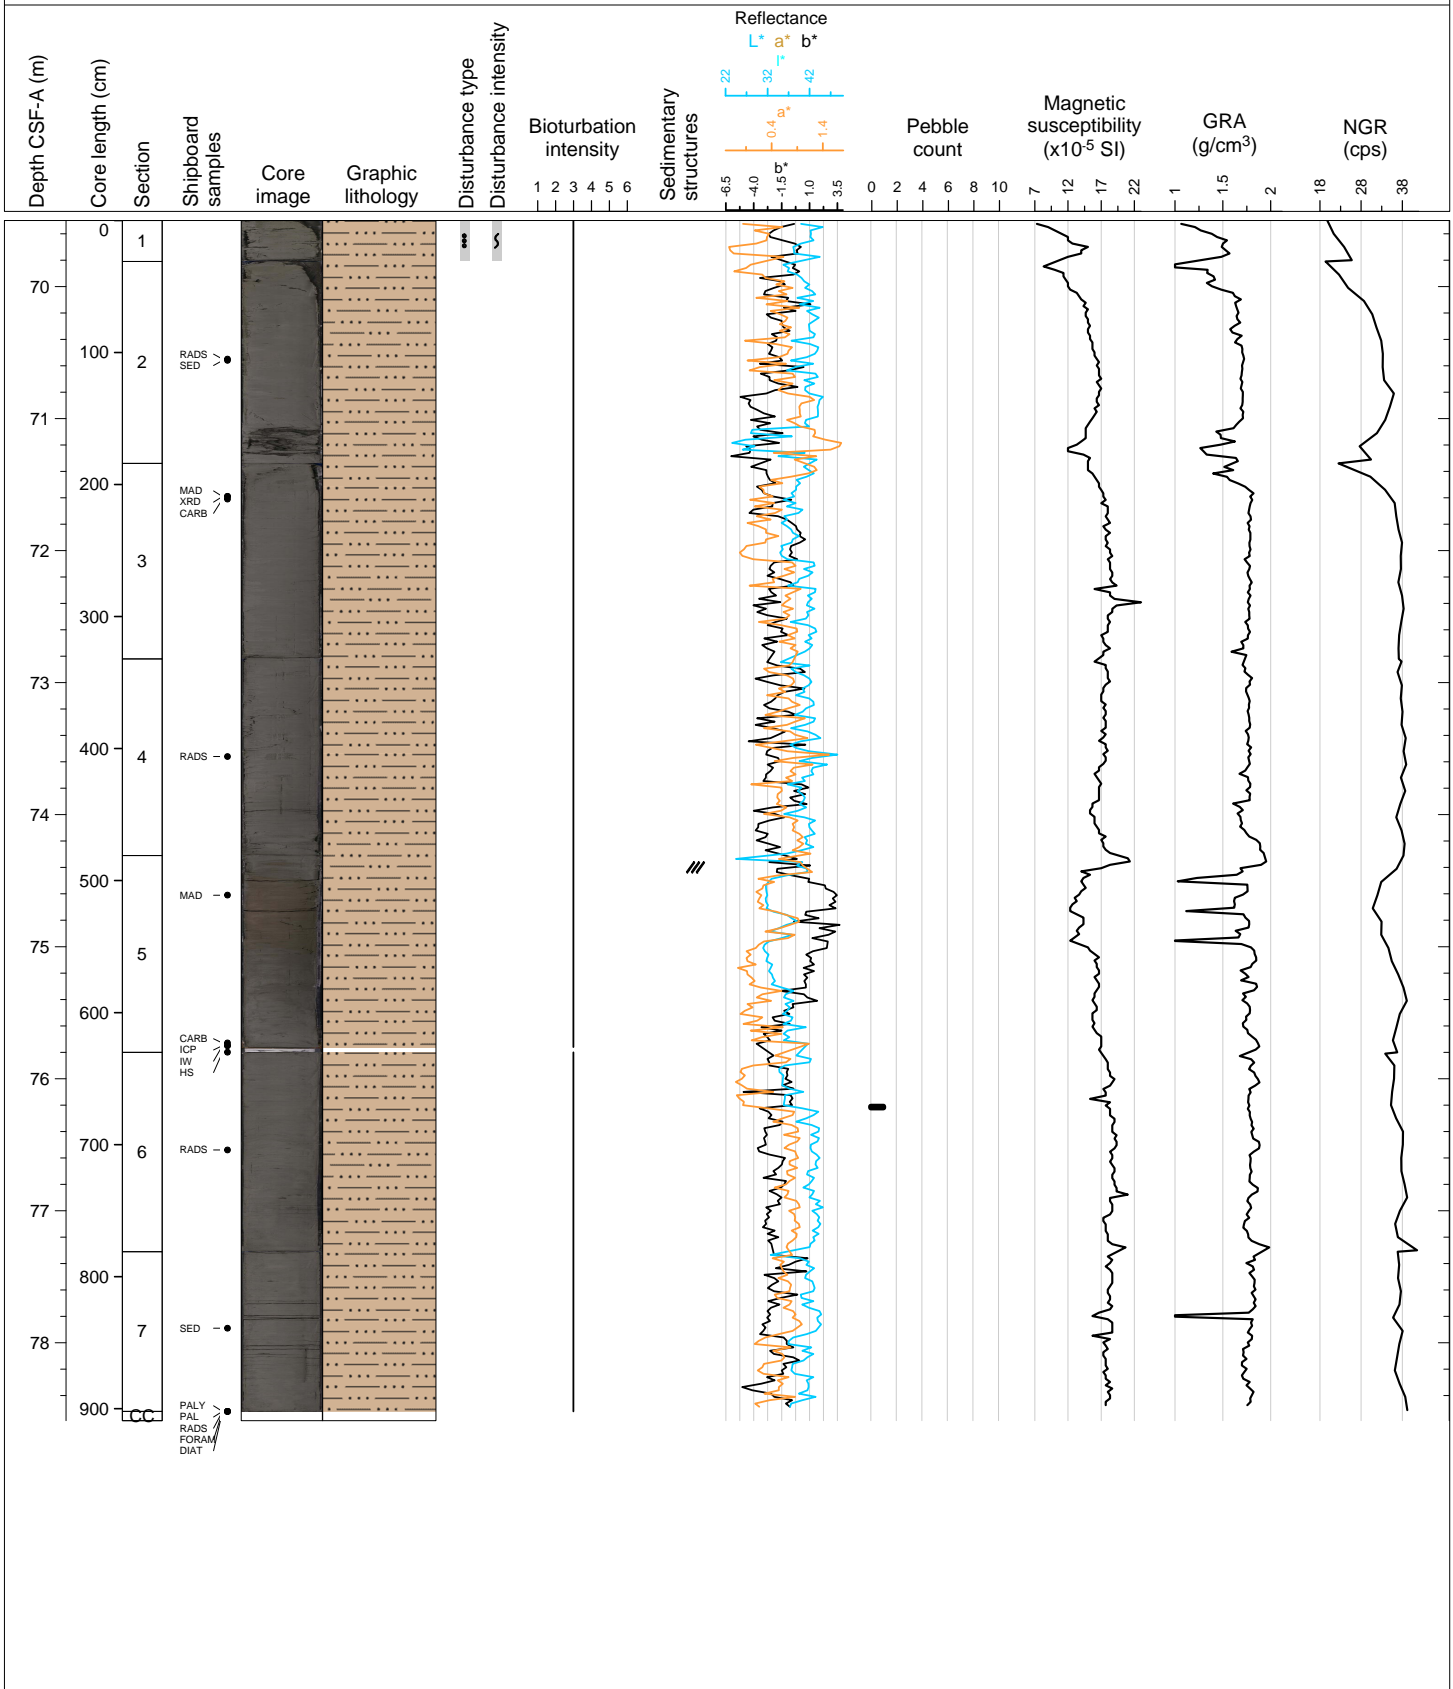 Depth CSF-A (m)
Core length (cm)
Section
Shipboard
samples
Core
image
Graphic
lithology
Disturbance type
Disturbance intensity
Bioturbation
intensity
1 2 3 4 5 6
Sedimentary
structures
Reflectance
L* a* b*
l*
22 32 42
a*
0.4 1.4
b*
-6.5 -4.0 -1.5 1.0 3.5
Pebble
count
0 2 4 6 8 10
Magnetic
susceptibility
(x10-5 SI)
7 12 17 22
GRA
(g/cm3)
1 1.5 2
NGR
(cps)
18 28 38
0
1
70
100
2
RADS
SED
71
200
MAD
XRD
CARB
72
3
300
73
400
4
RADS
74
500
MAD
75
5
600
CARB
ICP
IW
HS
76
700
6
RADS
77
800
7
SED
78
900
CC
PALY
PAL
RADS
FORAM
DIAT